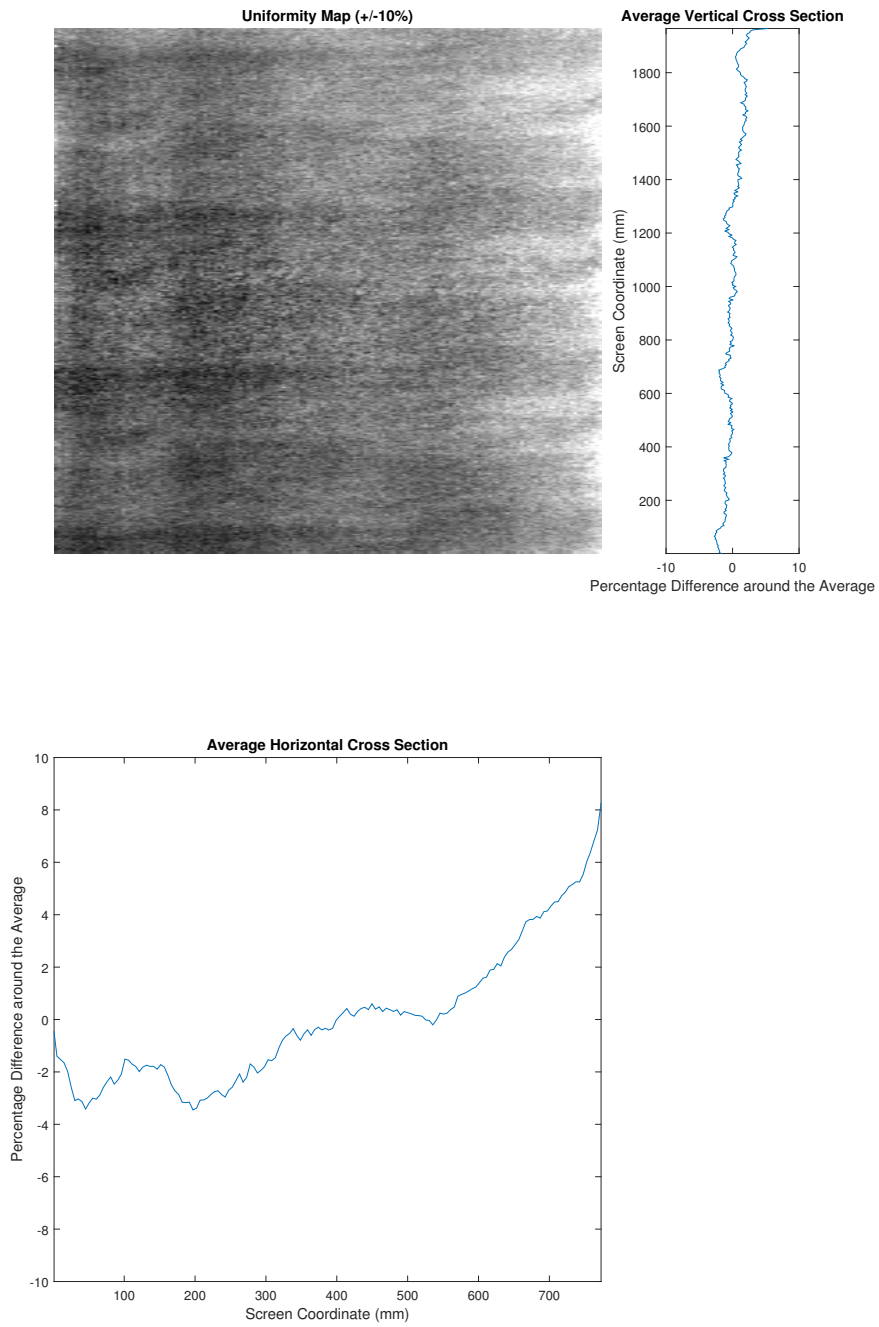 Uniformity Map (+/-10%)
Average Vertical Cross Section
1800
1600
1400
1200
1000
800
600
400
200
Screen Coordinate (mm)
-10 0 10
Percentage Difference around the Average
Average Horizontal Cross Section
10
8
6
4
2
0
-2
-4
-6
-8
-10
Percentage Difference around the Average
100 200 300 400 500 600 700
Screen Coordinate (mm)